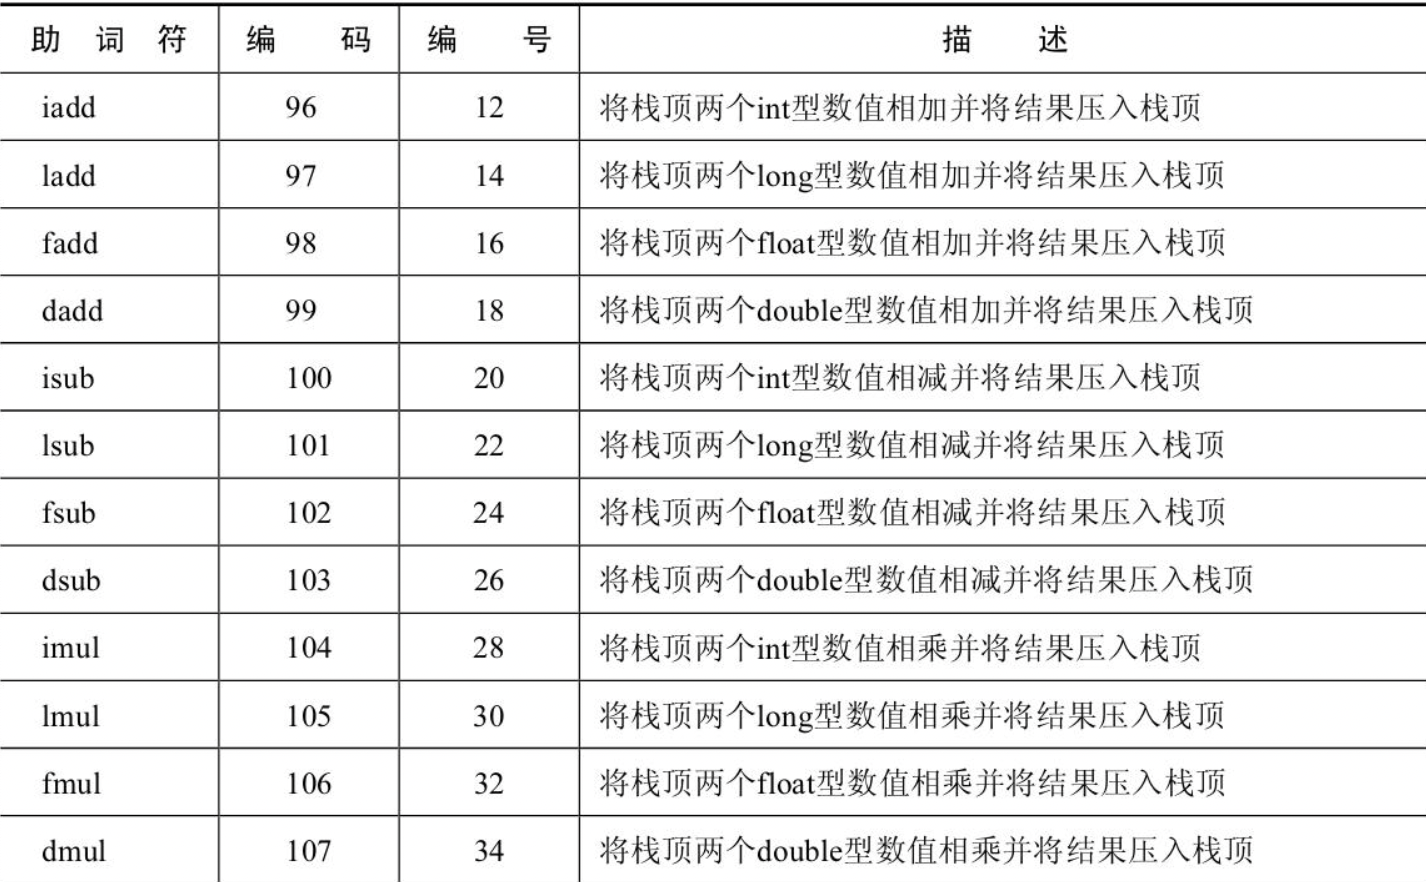 助 词 符 编 码 编 号 描 述
iadd 96 12 将栈顶两个int型数值相加并将结果压入栈顶
ladd 97 14 将栈顶两个long型数值相加并将结果压入栈顶
fadd 98 16 将栈顶两个float型数值相加并将结果压入栈顶
dadd 99 18 将栈顶两个double型数值相加并将结果压入栈顶
isub 100 20 将栈顶两个int型数值相减并将结果压入栈顶
lsub 101 22 将栈顶两个long型数值相减并将结果压入栈顶
fsub 102 24 将栈顶两个float型数值相减并将结果压入栈顶
dsub 103 26 将栈顶两个double型数值相减并将结果压入栈顶
imul 104 28 将栈顶两个int型数值相乘并将结果压入栈顶
lmul 105 30 将栈顶两个long型数值相乘并将结果压入栈顶
fmul 106 32 将栈顶两个float型数值相乘并将结果压入栈顶
dmul 107 34 将栈顶两个double型数值相乘并将结果压入栈顶